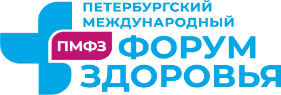 ПЕТЕРБУРГСКИЙ
МЕЖДУНАРОДНЫЙ
ПМФЗ
ФОРУМ
ЗДОРОВЬЯ